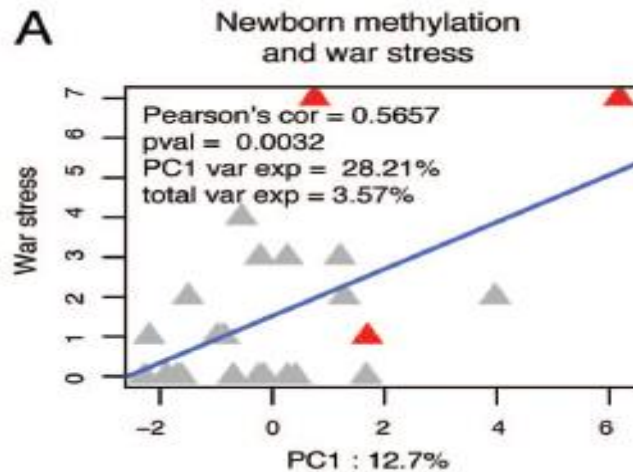 A
Newborn methylation
and war stress
Pearson's cor = 0.5657
pval = 0.0032
PC1 var exp = 28.21%
total var exp = 3.57%
War stress
7
6
5
4
3
2
1
0
−2
0
2
4
6
PC1 : 12.7%